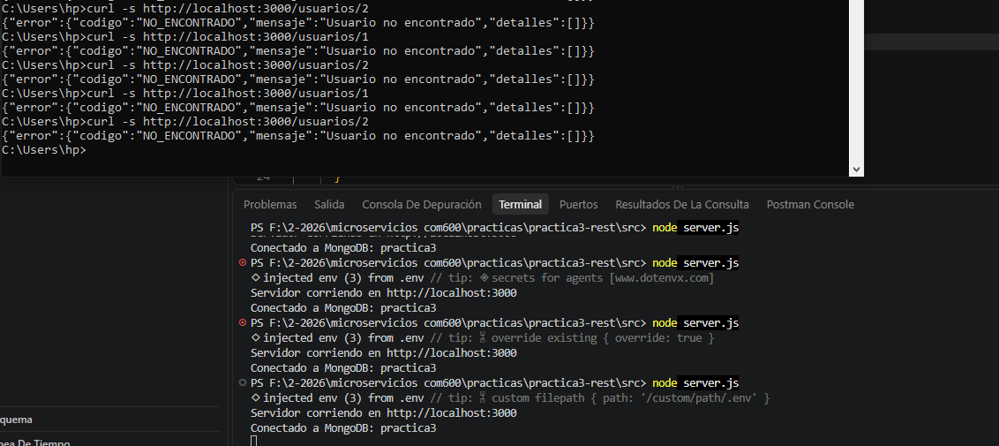 C:\Users\hp>curl -s http://localhost:3000/usuarios/2
{"error":{"codigo":"NO_ENCONTRADO","mensaje":"Usuario no encontrado","detalles":[]}}
C:\Users\hp>curl -s http://localhost:3000/usuarios/1
{"error":{"codigo":"NO_ENCONTRADO","mensaje":"Usuario no encontrado","detalles":[]}}
C:\Users\hp>curl -s http://localhost:3000/usuarios/2
{"error":{"codigo":"NO_ENCONTRADO","mensaje":"Usuario no encontrado","detalles":[]}}
C:\Users\hp>curl -s http://localhost:3000/usuarios/1
{"error":{"codigo":"NO_ENCONTRADO","mensaje":"Usuario no encontrado","detalles":[]}}
C:\Users\hp>curl -s http://localhost:3000/usuarios/2
{"error":{"codigo":"NO_ENCONTRADO","mensaje":"Usuario no encontrado","detalles":[]}}
C:\Users\hp>
24 }
Problemas Salida Consola De Depuración Terminal Puertos Resultados De La Consulta Postman Console
PS F:\2-2026\microservicios com600\practicas\practica3-rest\src> node server.js
Conectado a MongoDB: practica3
PS F:\2-2026\microservicios com600\practicas\practica3-rest\src> node server.js
◇ injected env (3) from .env // tip: ◈ secrets for agents [www.dotenvx.com]
Servidor corriendo en http://localhost:3000
Conectado a MongoDB: practica3
PS F:\2-2026\microservicios com600\practicas\practica3-rest\src> node server.js
◇ injected env (3) from .env // tip: ⌘ override existing { override: true }
Servidor corriendo en http://localhost:3000
Conectado a MongoDB: practica3
PS F:\2-2026\microservicios com600\practicas\practica3-rest\src> node server.js
◇ injected env (3) from .env // tip: ⌘ custom filepath { path: '/custom/path/.env' }
Servidor corriendo en http://localhost:3000
Conectado a MongoDB: practica3
quema
nea De Tiempo